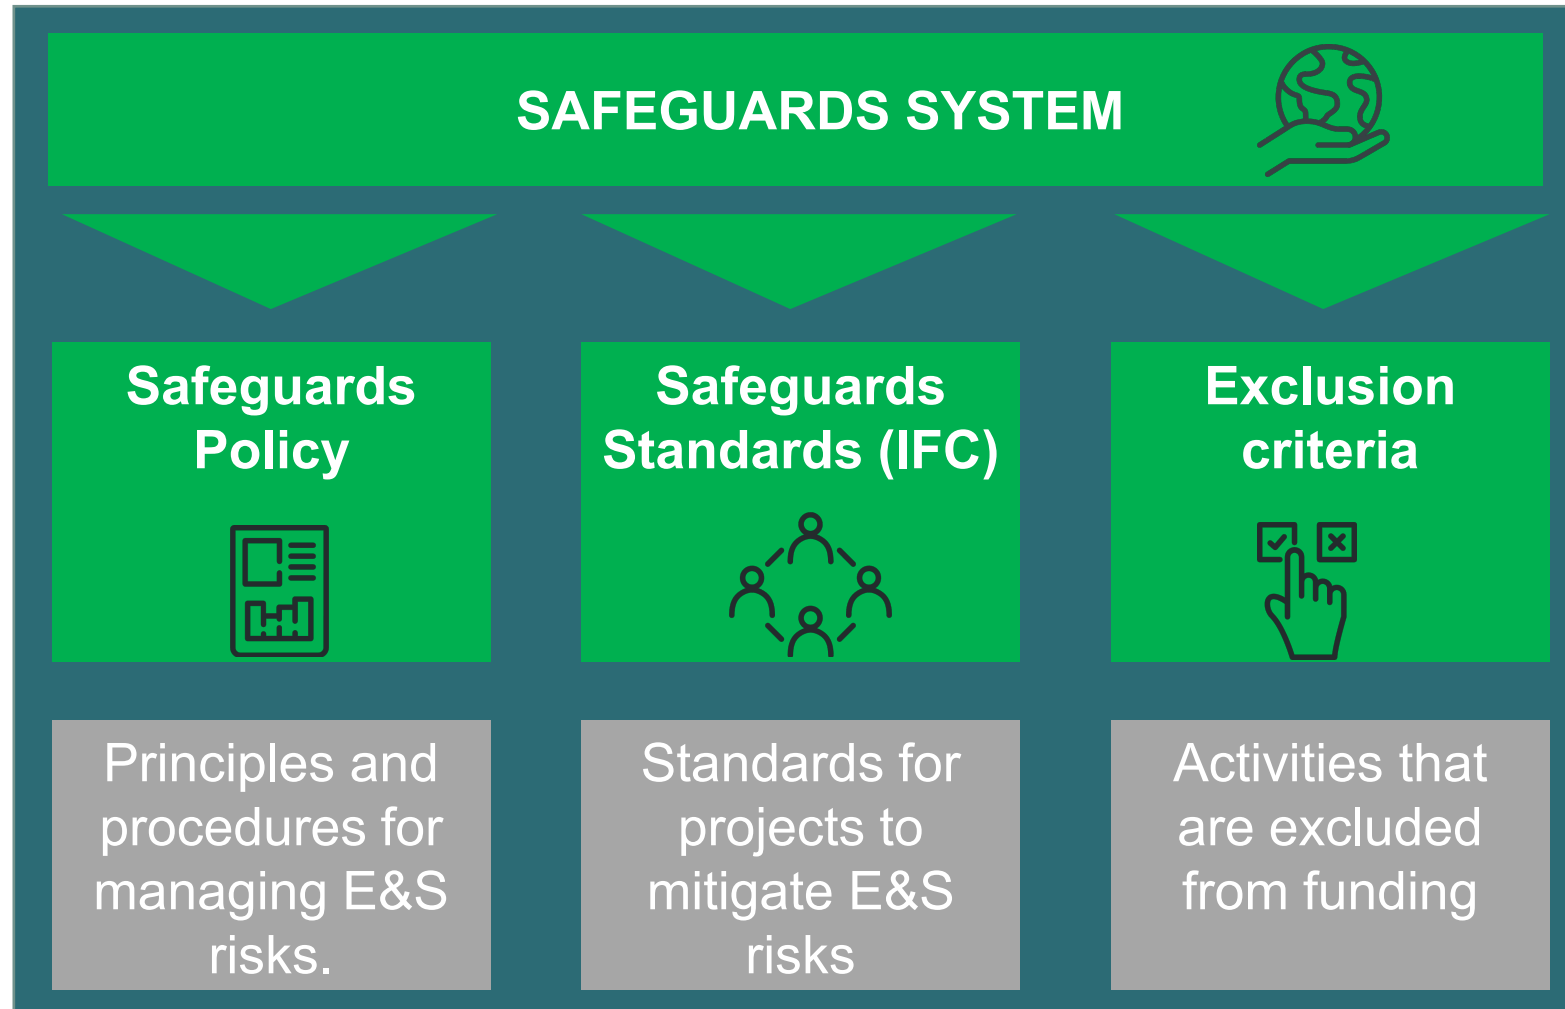 SAFEGUARDS SYSTEM
Safeguards
Policy
Safeguards
Standards (IFC)
Exclusion
criteria
Principles and
procedures for
managing E&S
risks.
Standards for
projects to
mitigate E&S
risks
Activities that
are excluded
from funding